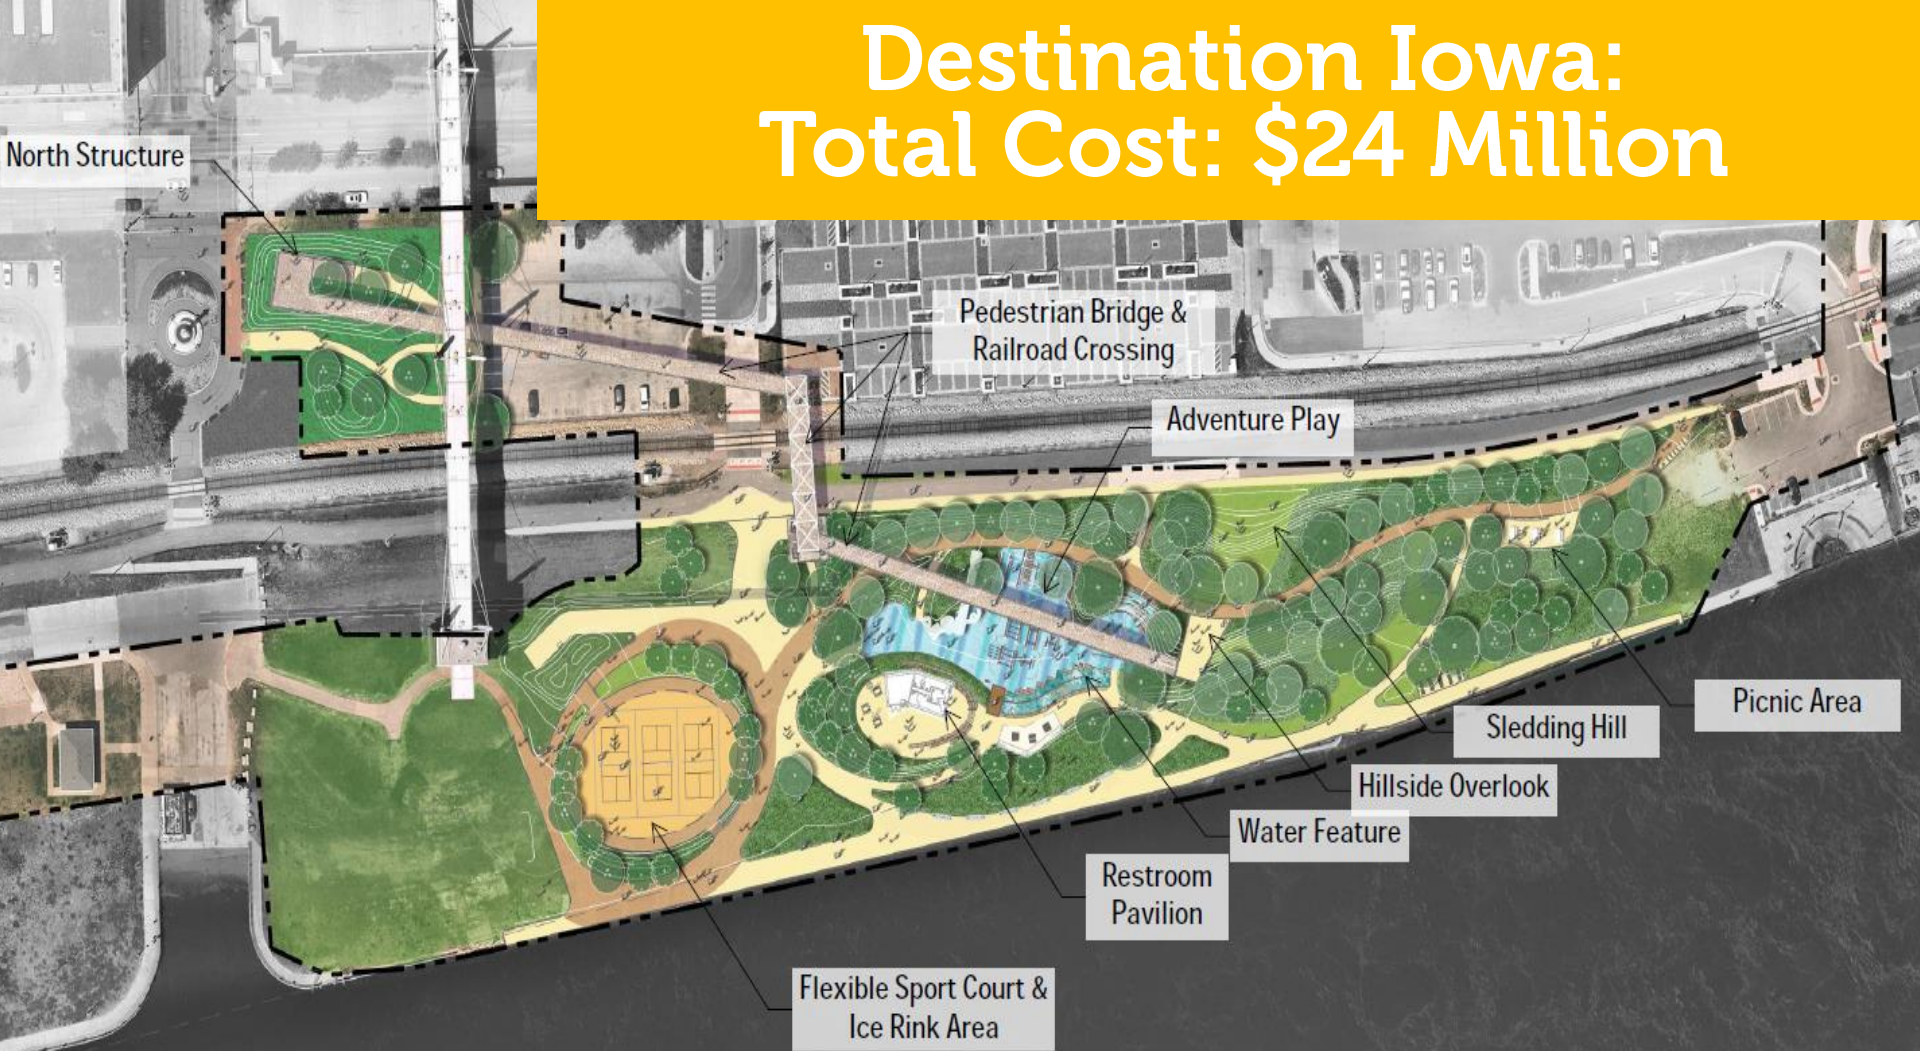 Destination Iowa:
Total Cost: $24 Million
North Structure
Pedestrian Bridge &
Railroad Crossing
Adventure Play
Picnic Area
Sledding Hill
Hillside Overlook
Water Feature
Restroom
Pavilion
Flexible Sport Court &
Ice Rink Area